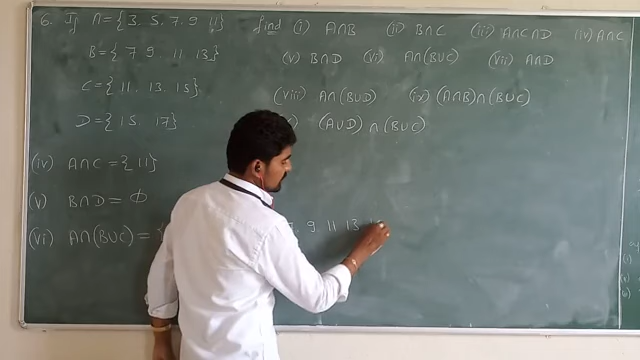 6. If A = { 3. 5. 7. 9 11} find (i) A∩B (ii) B∩C (iii) A∩C∩D (iv) A∩C
B = { 7. 9. 11. 13} (v) B∩D (vi) A∩(B∪C) (vii) A∩D
C = { 11. 13. 15} (viii) A∩(B∪D) (ix) (A∩B)∩(B∪C)
D = { 15. 17} (A∪D) ∩ (B∪C)
(iv) A∩C = { 11}
(v) B∩D = ϕ
(vi) A∩(B∪C) = { 7. 9 11 13